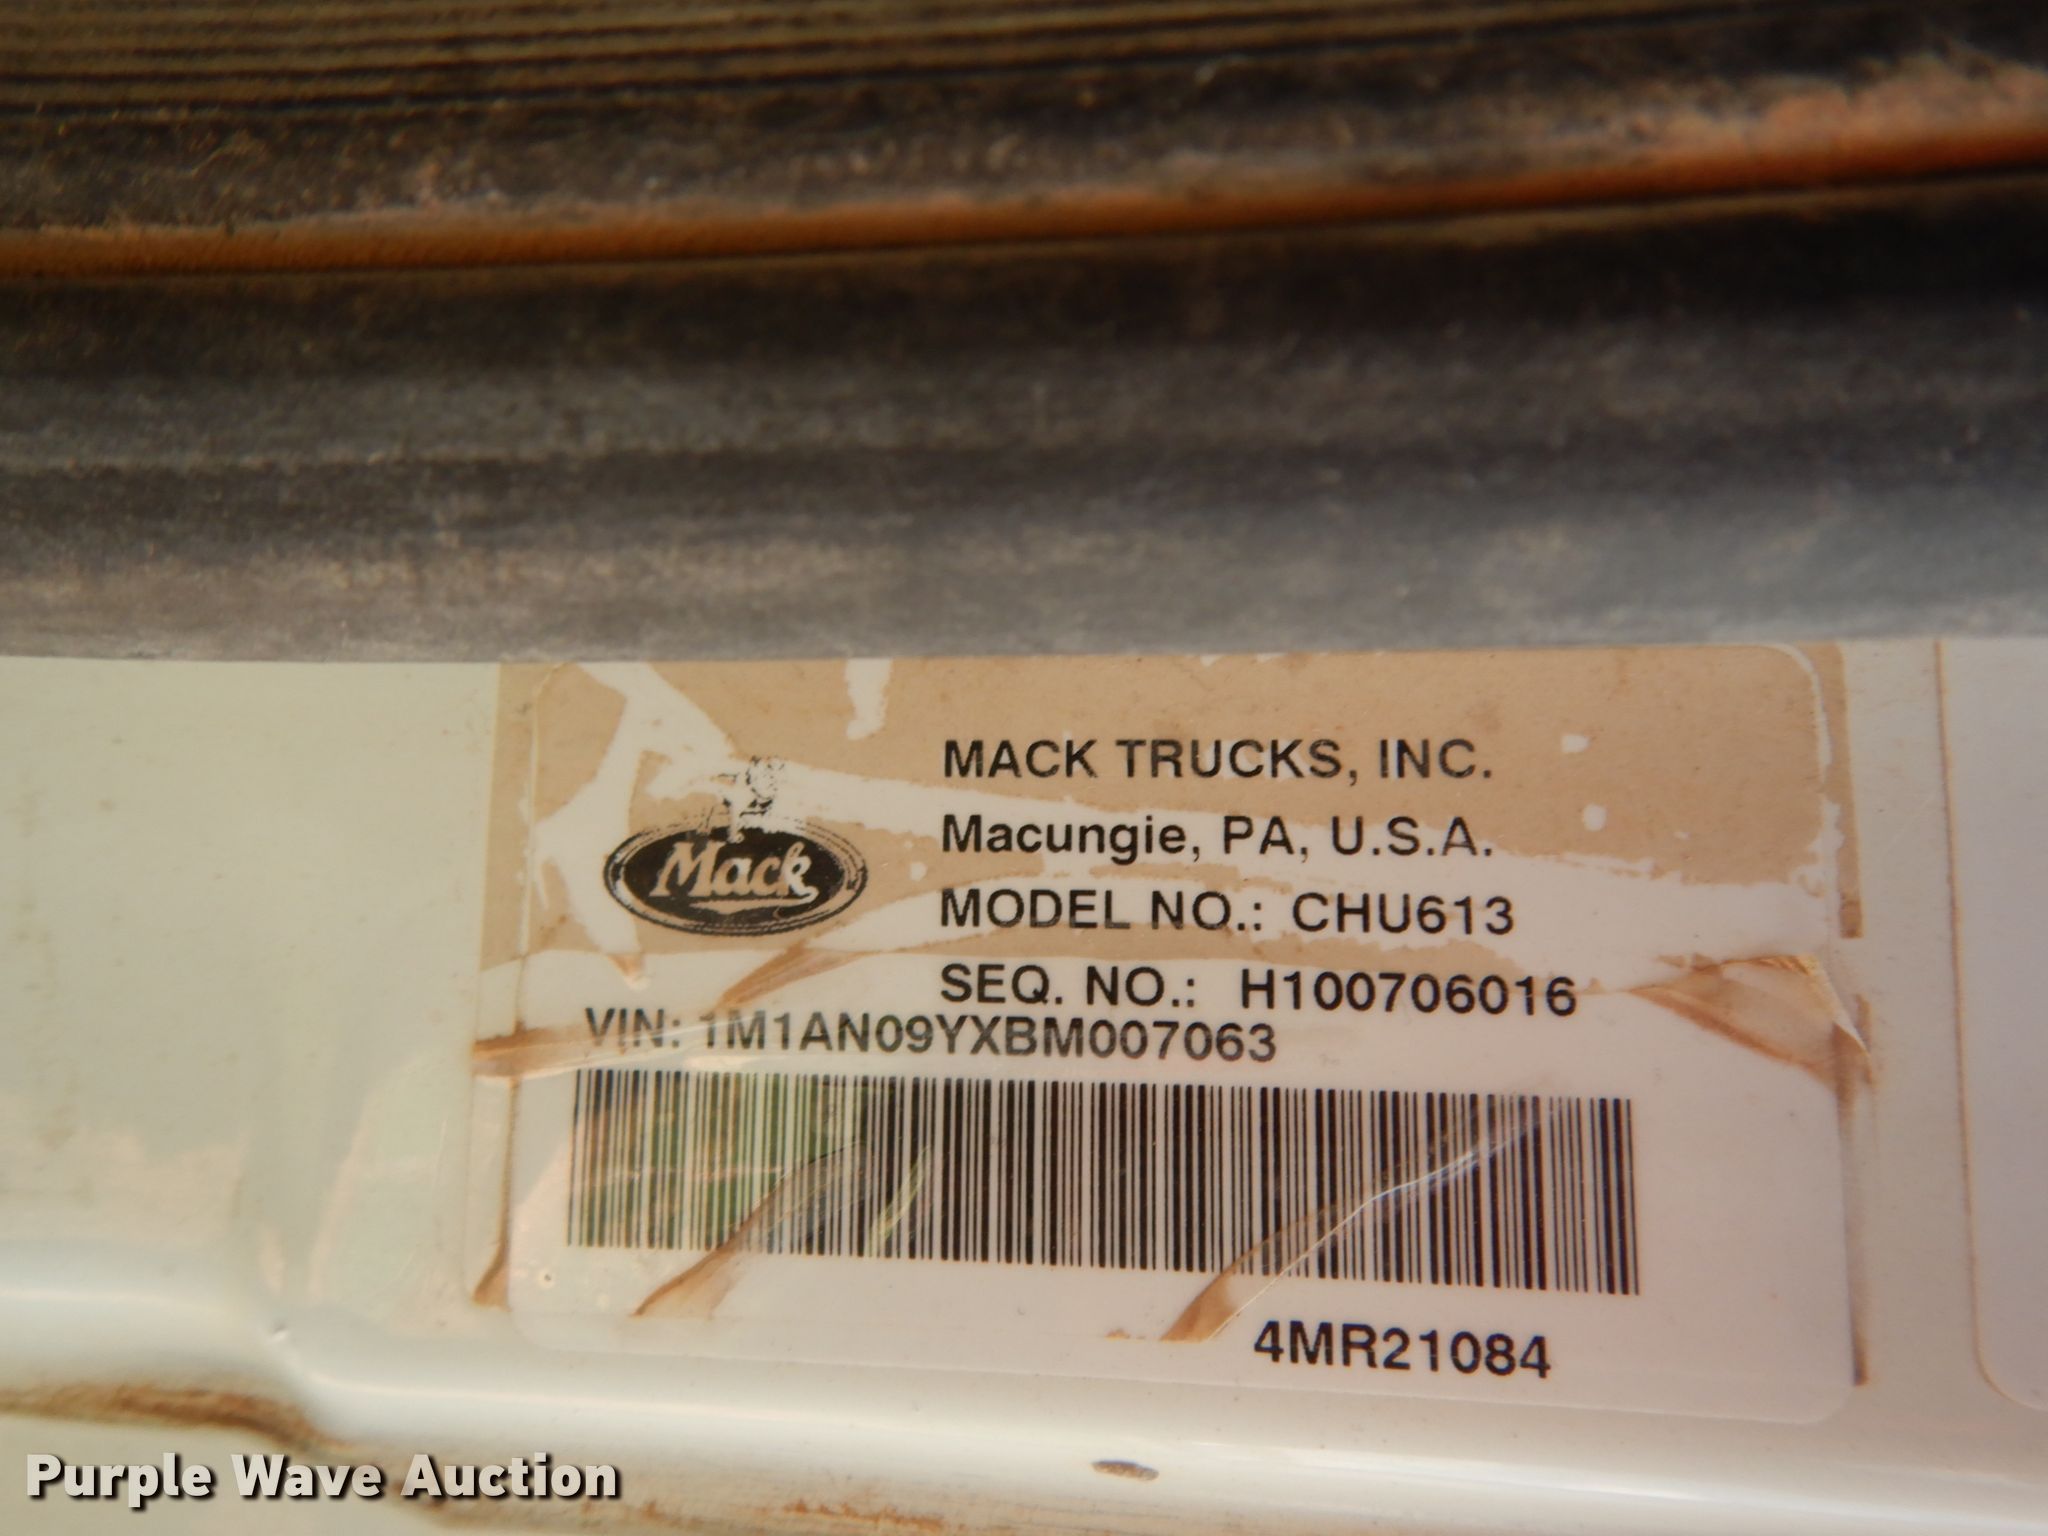 MACK TRUCKS, INC.
Macungie, PA, U.S.A.
Mack
MODEL NO.: CHU613
SEQ. NO.: H100706016
VIN: 1M1AN09YXBM007063
4MR21084
Purple Wave Auction